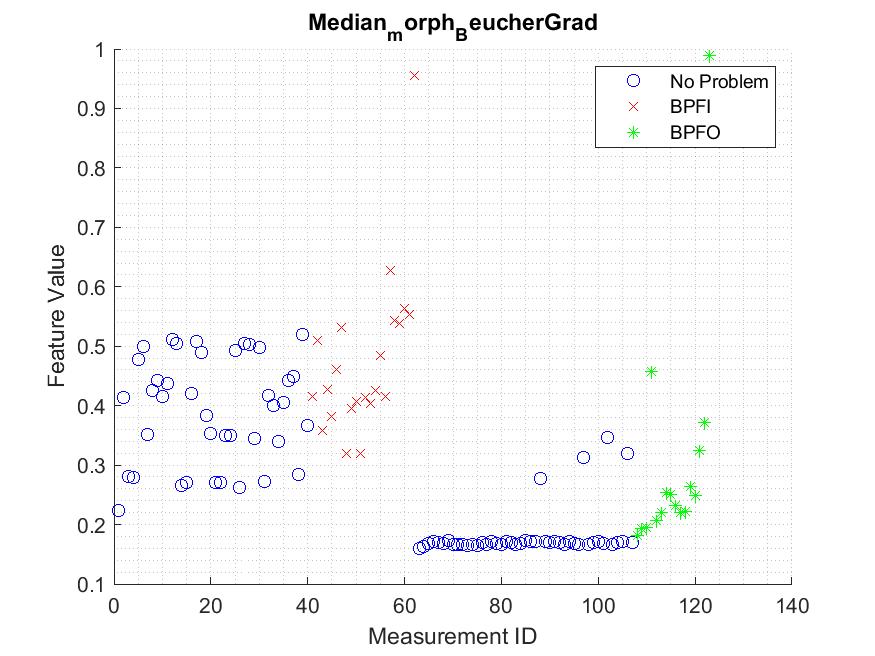 Median_morph_BeucherGrad
No Problem
BPFI
BPFO
Feature Value
1
0.9
0.8
0.7
0.6
0.5
0.4
0.3
0.2
0.1
0 20 40 60 80 100 120 140
Measurement ID